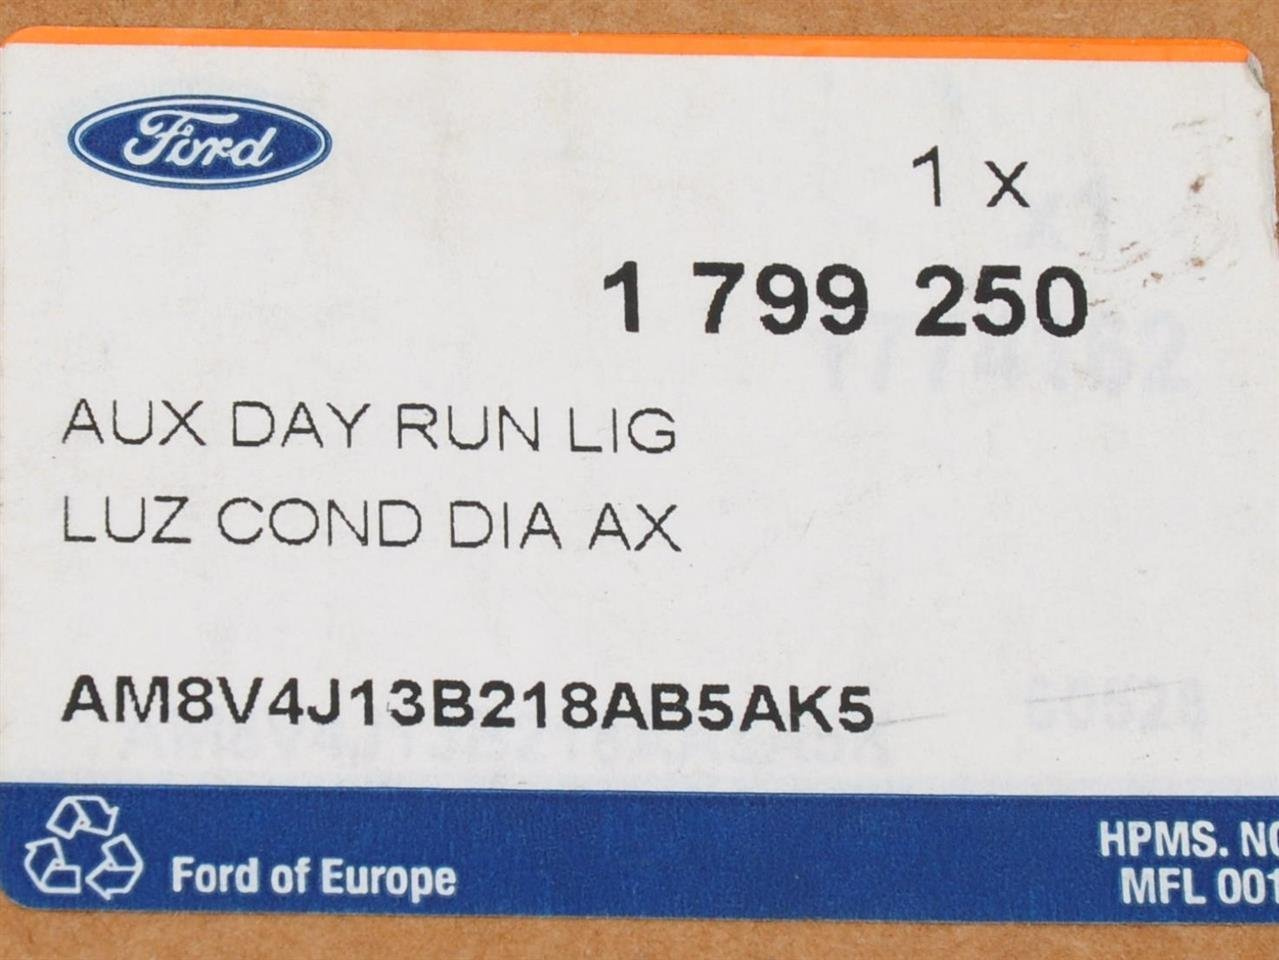 Ford
1 x
1 799 250
AUX DAY RUN LIG
LUZ COND DIA AX
AM8V4J13B218AB5AK5
Ford of Europe
HPMS.
MFL 001